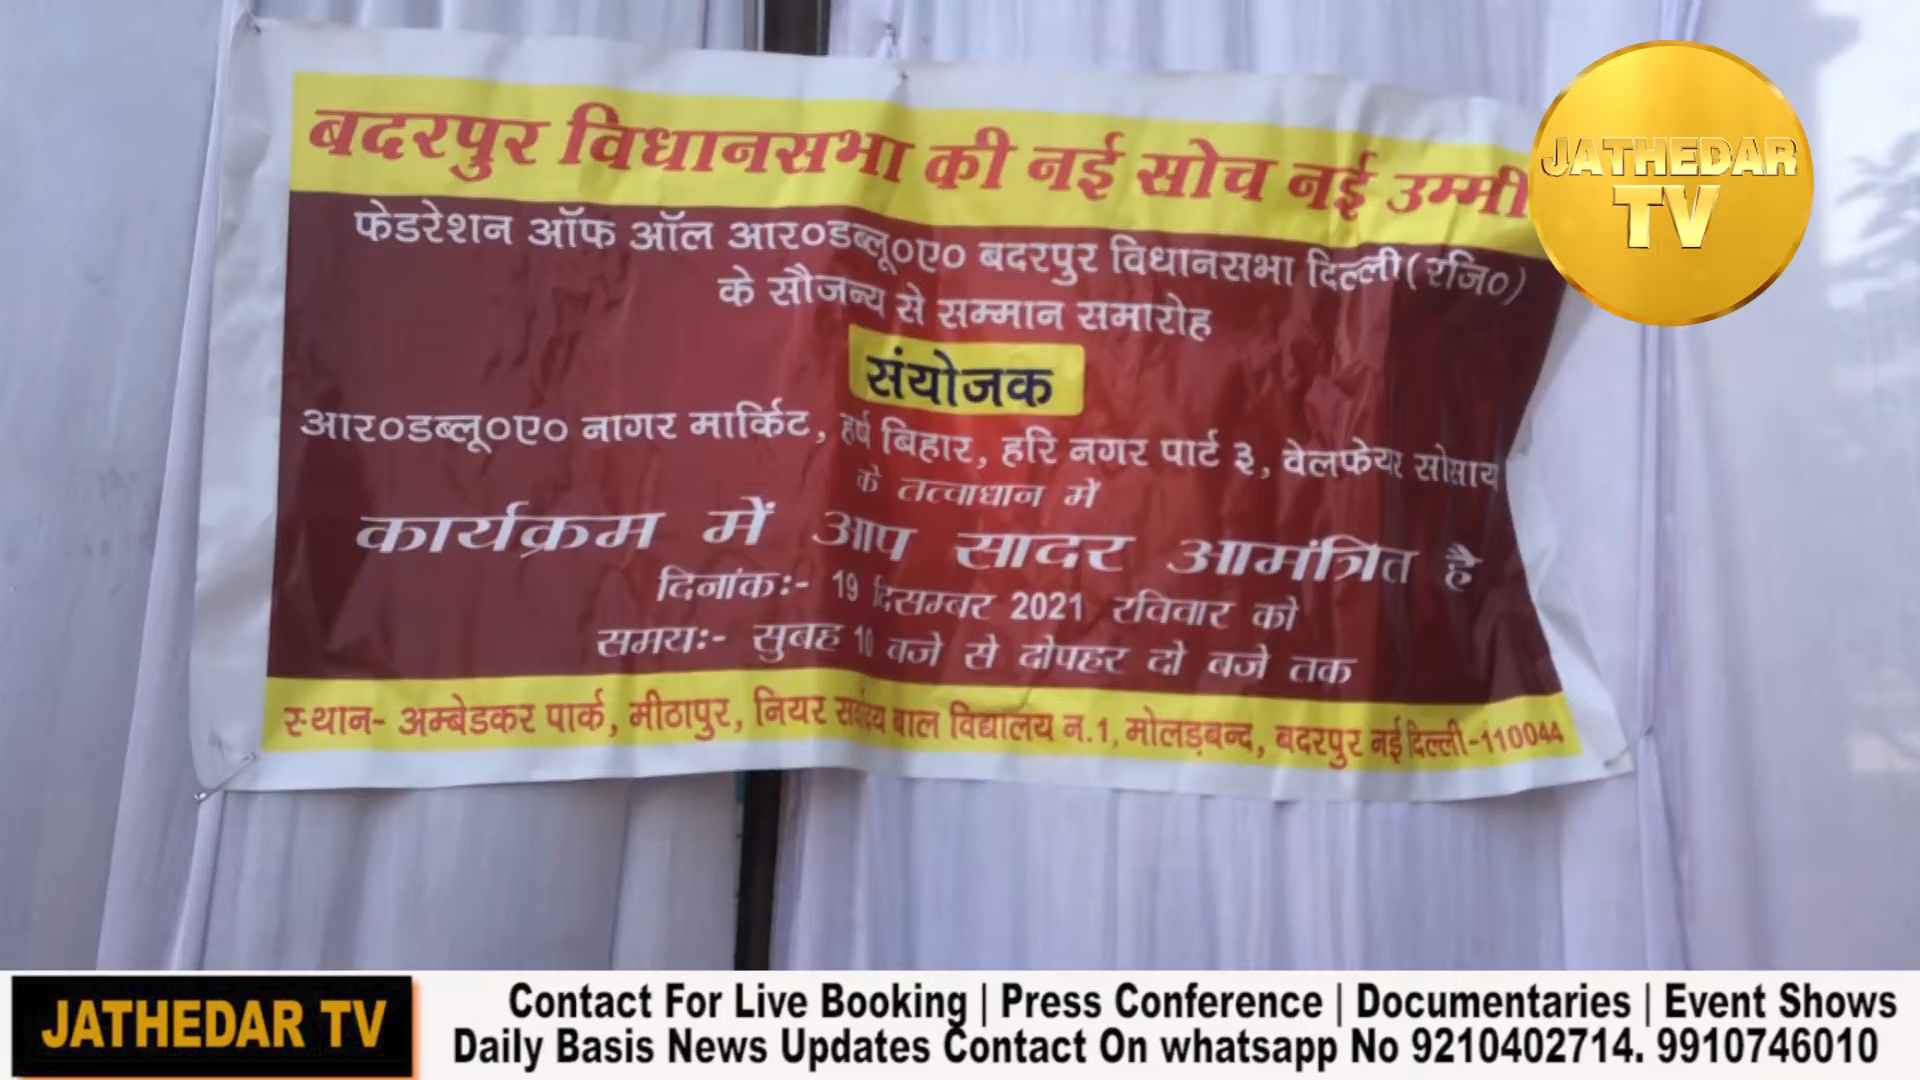 बदरपुर विधानसभा की नई सोच नई उम्मी
फेडरेशन ऑफ ऑल आर०डब्लू०ए० बदरपुर विधानसभा दिल्ली(रजि०)
के सौजन्य से सम्मान समारोह
संयोजक
आर०डब्लू०ए० नागर मार्किट, हर्ष बिहार, हरि नगर पार्ट ३, वेलफेयर सोसाय
के तत्वाधान में
कार्यक्रम में आप सादर आमंत्रित है
दिनांकः- 19 दिसम्बर 2021 रविवार को
समयः- सुबह 10 बजे से दोपहर दो बजे तक
स्थान- अम्बेडकर पार्क, मीठापुर, नियर सर्वोदय बाल विद्यालय न.1, मोलड़बन्द, बदरपुर नई दिल्ली-110044
JATHEDAR
TV
JATHEDAR TV
Contact For Live Booking | Press Conference | Documentaries | Event Shows
Daily Basis News Updates Contact On whatsapp No 9210402714. 9910746010